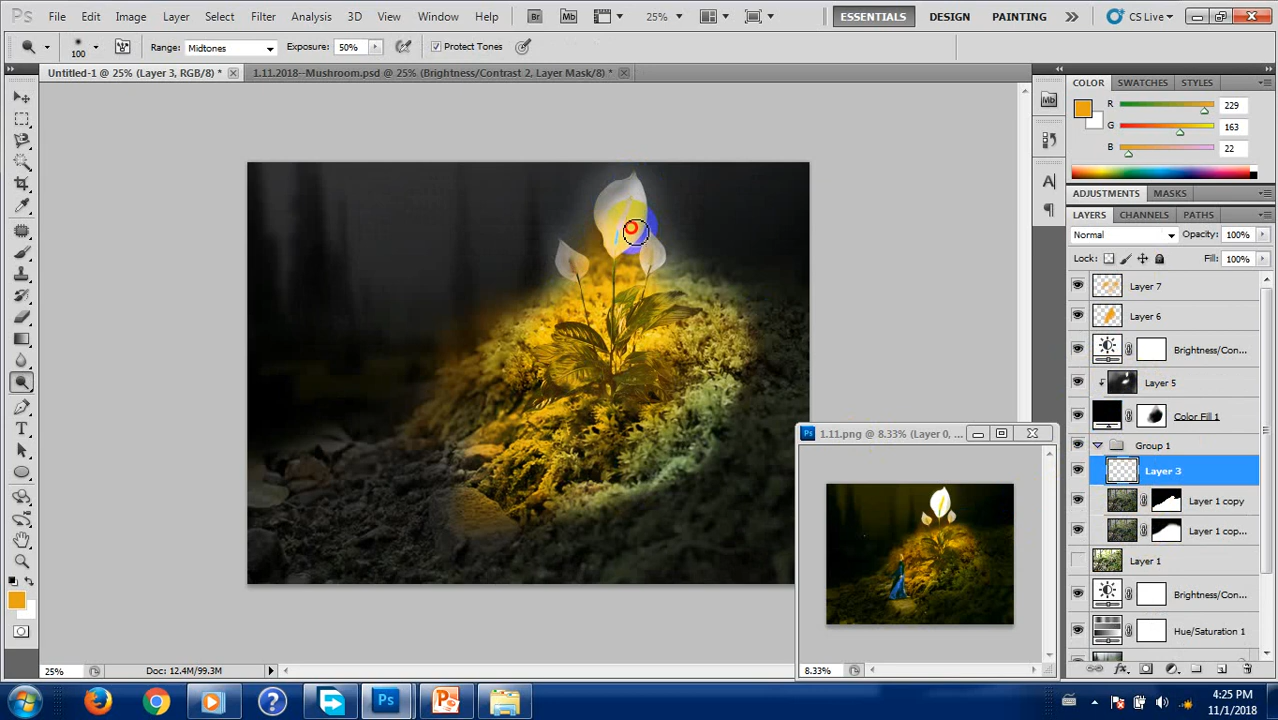 Ps File Edit Image Layer Select Filter Analysis 3D View Window Help Br Mb 25% ESSENTIALS DESIGN PAINTING CS Live
100 Range: Midtones Exposure: 50% Protect Tones
Untitled-1 @ 25% (Layer 3, RGB/8) * 1.11.2018--Mushroom.psd @ 25% (Brightness/Contrast 2, Layer Mask/8) *
COLOR SWATCHES STYLES
Mb
R 229
G 163
B 22
A
ADJUSTMENTS MASKS
LAYERS CHANNELS PATHS
Normal Opacity: 100%
Lock: Fill: 100%
Layer 7
Layer 6
Brightness/Con...
Layer 5
Color Fill 1
Group 1
Layer 3
Layer 1 copy
Layer 1 cop...
Layer 1
Brightness/Con...
Hue/Saturation 1
Ps 1.11.png @ 8.33% (Layer 0, ...
8.33%
T
25% Doc: 12.4M/99.3M
fx
Ps
4:25 PM
11/1/2018